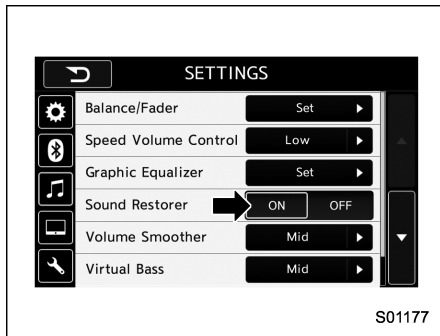 SETTINGS
Balance/Fader Set
Speed Volume Control Low
Graphic Equalizer Set
Sound Restorer ON OFF
Volume Smoother Mid
Virtual Bass Mid
S01177